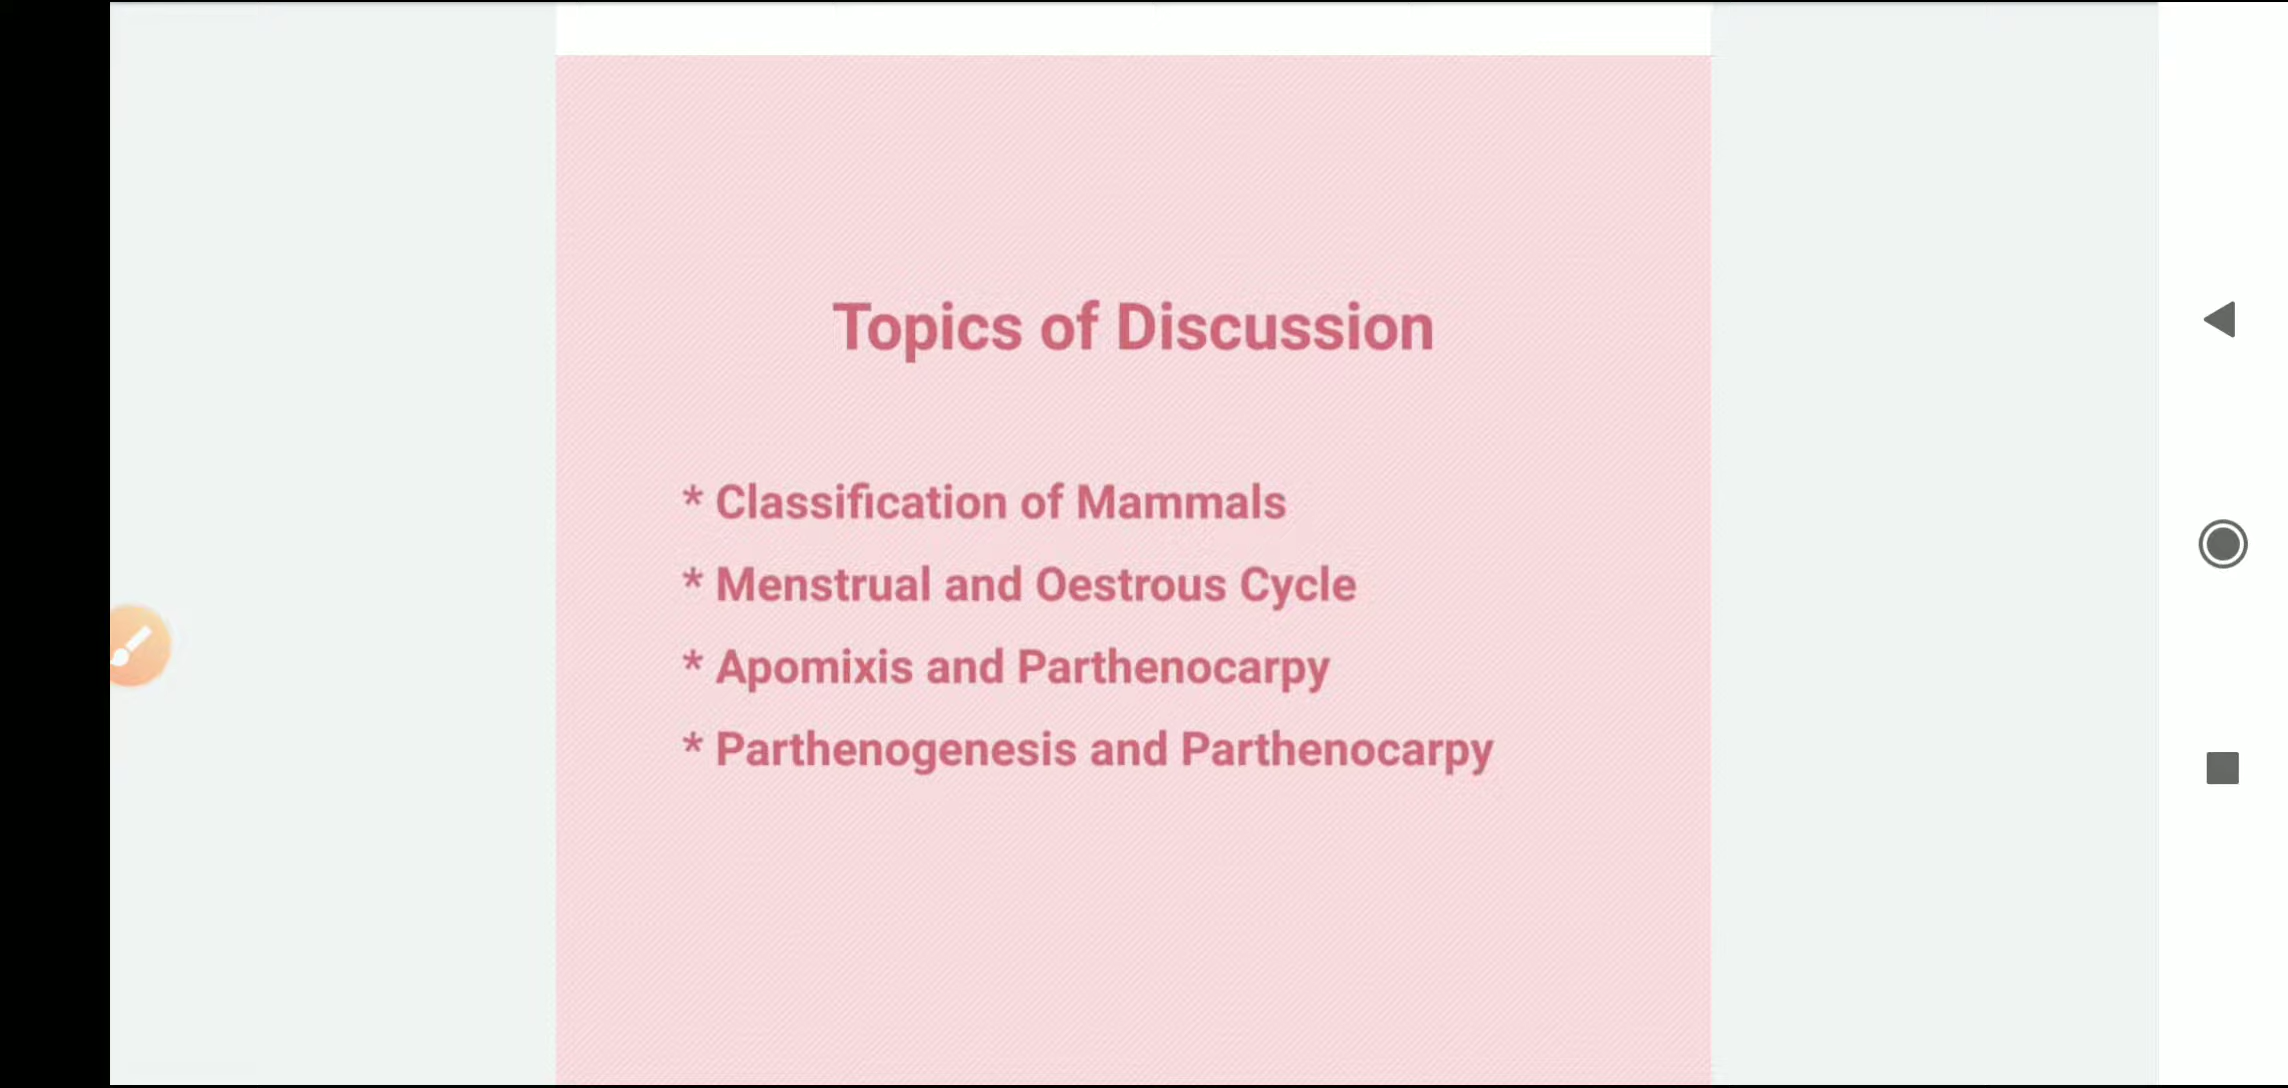 Topics of Discussion
* Classification of Mammals
* Menstrual and Oestrous Cycle
* Apomixis and Parthenocarpy
* Parthenogenesis and Parthenocarpy